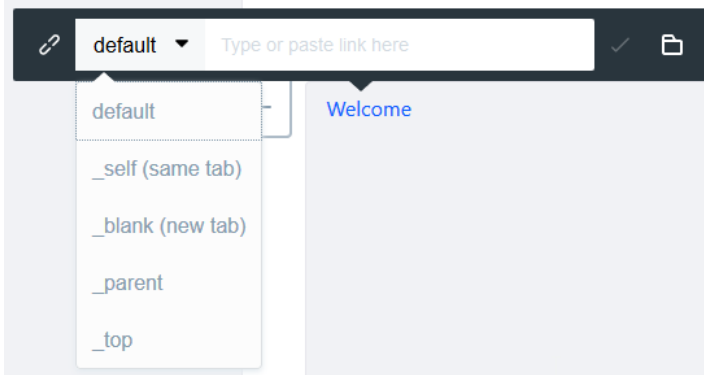 default
Type or paste link here
default
Welcome
_self (same tab)
_blank (new tab)
_parent
_top